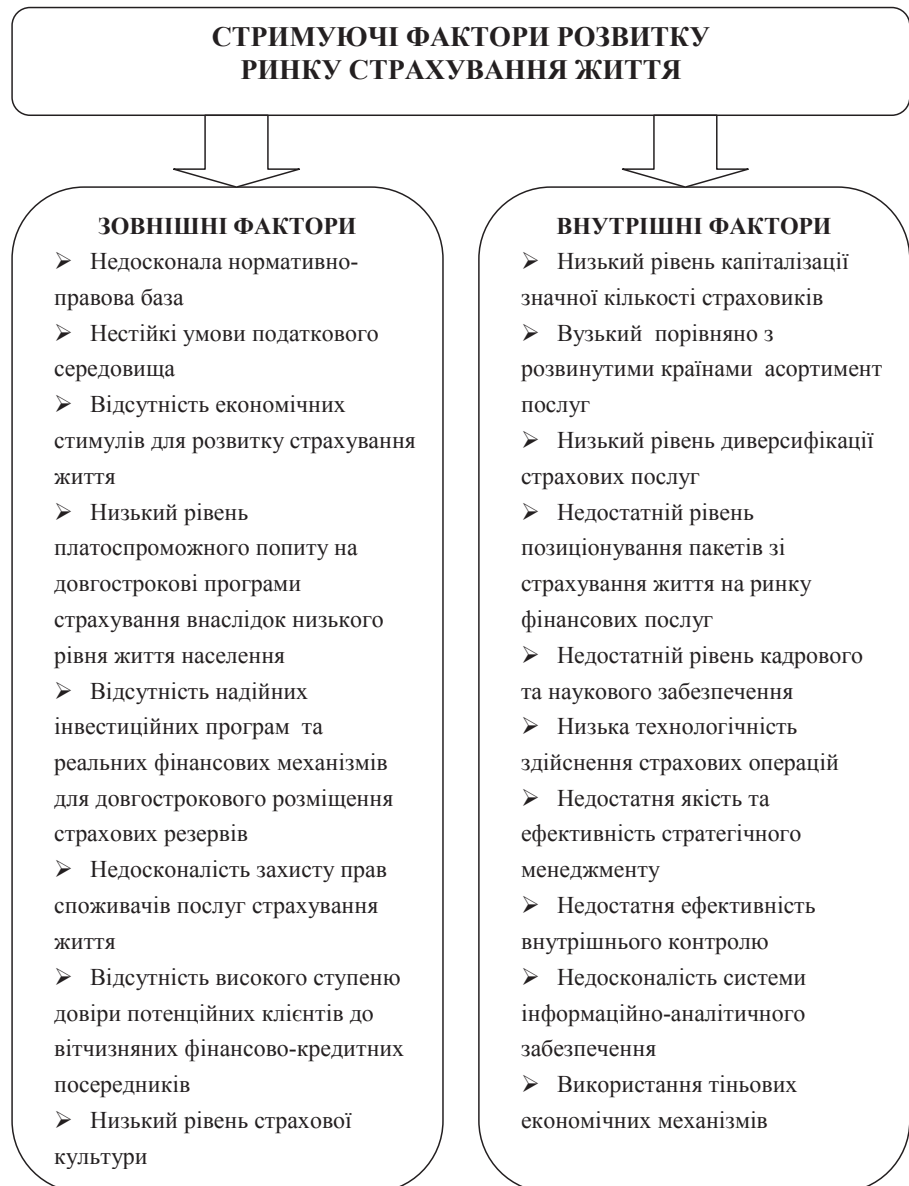 СТРИМУЮЧІ ФАКТОРИ РОЗВИТКУ
РИНКУ СТРАХУВАННЯ ЖИТТЯ
ЗОВНІШНІ ФАКТОРИ
➢ Недосконала нормативно-
правова база
➢ Нестійкі умови податкового
середовища
➢ Відсутність економічних
стимулів для розвитку страхування
життя
➢ Низький рівень
платоспроможного попиту на
довгострокові програми
страхування внаслідок низького
рівня життя населення
➢ Відсутність надійних
інвестиційних програм та
реальних фінансових механізмів
для довгострокового розміщення
страхових резервів
➢ Недосконалість захисту прав
споживачів послуг страхування
життя
➢ Відсутність високого ступеню
довіри потенційних клієнтів до
вітчизняних фінансово-кредитних
посередників
➢ Низький рівень страхової
культури
ВНУТРІШНІ ФАКТОРИ
➢ Низький рівень капіталізації
значної кількості страховиків
➢ Вузький порівняно з
розвинутими країнами асортимент
послуг
➢ Низький рівень диверсифікації
страхових послуг
➢ Недостатній рівень
позиціонування пакетів зі
страхування життя на ринку
фінансових послуг
➢ Недостатній рівень кадрового
та наукового забезпечення
➢ Низька технологічність
здійснення страхових операцій
➢ Недостатня якість та
ефективність стратегічного
менеджменту
➢ Недостатня ефективність
внутрішнього контролю
➢ Недосконалість системи
інформаційно-аналітичного
забезпечення
➢ Використання тіньових
економічних механізмів